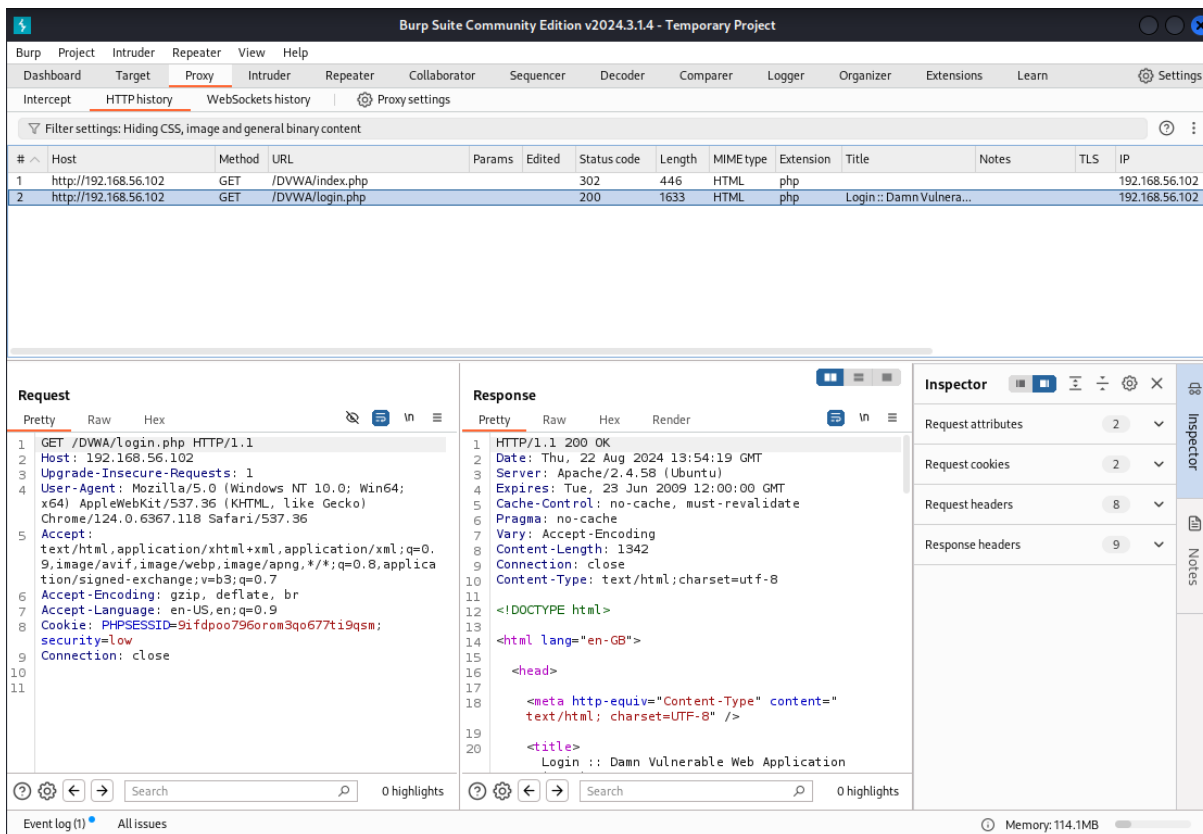 Burp Suite Community Edition v2024.3.1.4 - Temporary Project
Burp Project Intruder Repeater View Help
Dashboard Target Proxy Intruder Repeater Collaborator Sequencer Decoder Comparer Logger Organizer Extensions Learn Settings
Intercept HTTP history WebSockets history Proxy settings
Filter settings: Hiding CSS, image and general binary content
# Host Method URL Params Edited Status code Length MIME type Extension Title Notes TLS IP
1 http://192.168.56.102 GET /DVWA/index.php 302 446 HTML php 192.168.56.102
2 http://192.168.56.102 GET /DVWA/login.php 200 1633 HTML php Login :: Damn Vulnera... 192.168.56.102
Request
Pretty Raw Hex \n
1 GET /DVWA/login.php HTTP/1.1
2 Host: 192.168.56.102
3 Upgrade-Insecure-Requests: 1
4 User-Agent: Mozilla/5.0 (Windows NT 10.0; Win64;
x64) AppleWebKit/537.36 (KHTML, like Gecko)
Chrome/124.0.6367.118 Safari/537.36
5 Accept:
text/html,application/xhtml+xml,application/xml;q=0.
9,image/avif,image/webp,image/apng,*/*;q=0.8,applica
tion/signed-exchange;v=b3;q=0.7
6 Accept-Encoding: gzip, deflate, br
7 Accept-Language: en-US,en;q=0.9
8 Cookie: PHPSESSID=9ifdpoo796orom3qo677ti9qsm;
security=low
9 Connection: close
10
11
Search 0 highlights
Response
Pretty Raw Hex Render \n
1 HTTP/1.1 200 OK
2 Date: Thu, 22 Aug 2024 13:54:19 GMT
3 Server: Apache/2.4.58 (Ubuntu)
4 Expires: Tue, 23 Jun 2009 12:00:00 GMT
5 Cache-Control: no-cache, must-revalidate
6 Pragma: no-cache
7 Vary: Accept-Encoding
8 Content-Length: 1342
9 Connection: close
10 Content-Type: text/html;charset=utf-8
11
12 <!DOCTYPE html>
13
14 <html lang="en-GB">
15
16 <head>
17
18 <meta http-equiv="Content-Type" content="
text/html; charset=UTF-8" />
19
20 <title>
Login :: Damn Vulnerable Web Application
Search 0 highlights
Inspector
Request attributes 2
Request cookies 2
Request headers 8
Response headers 9
Inspector
Notes
Event log (1) All issues Memory: 114.1MB